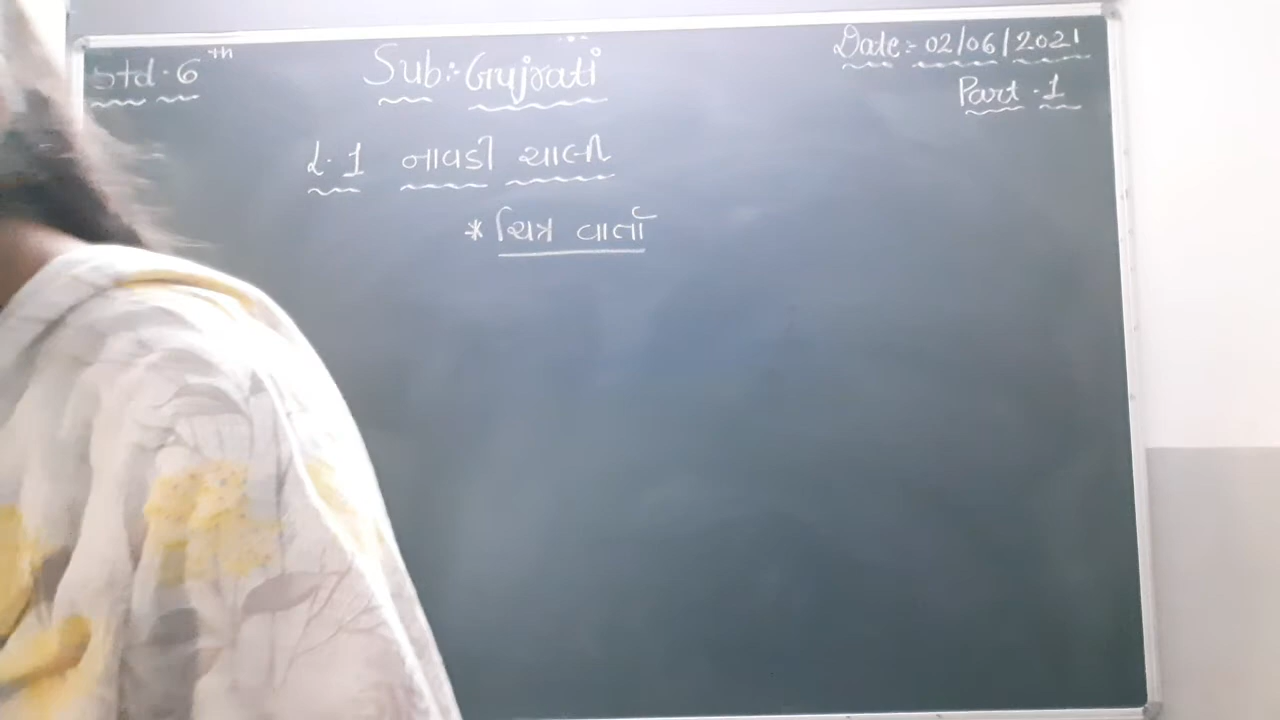 Std. 6th
Sub:- Gujrati
Date:- 02/06/2021
Part.1
L.1 નાવડી ચાલી
* ચિત્ર વાર્તા